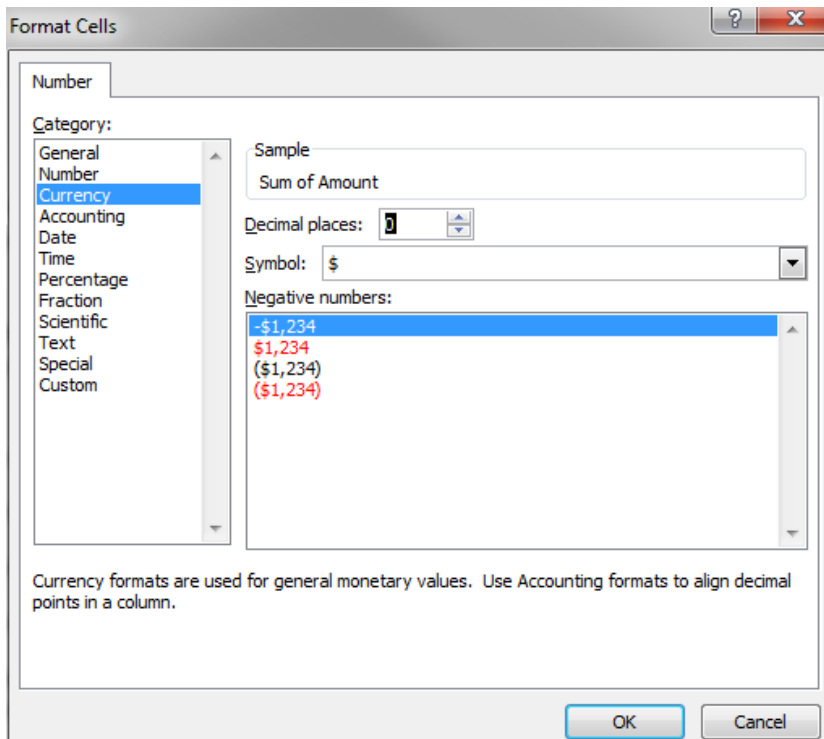 Format Cells
?
X
Number
Category:
General
Number
Currency
Accounting
Date
Time
Percentage
Fraction
Scientific
Text
Special
Custom
Sample
Sum of Amount
Decimal places: 0
Symbol: $
Negative numbers:
-$1,234
$1,234
($1,234)
($1,234)
Currency formats are used for general monetary values.  Use Accounting formats to align decimal
points in a column.
OK
Cancel